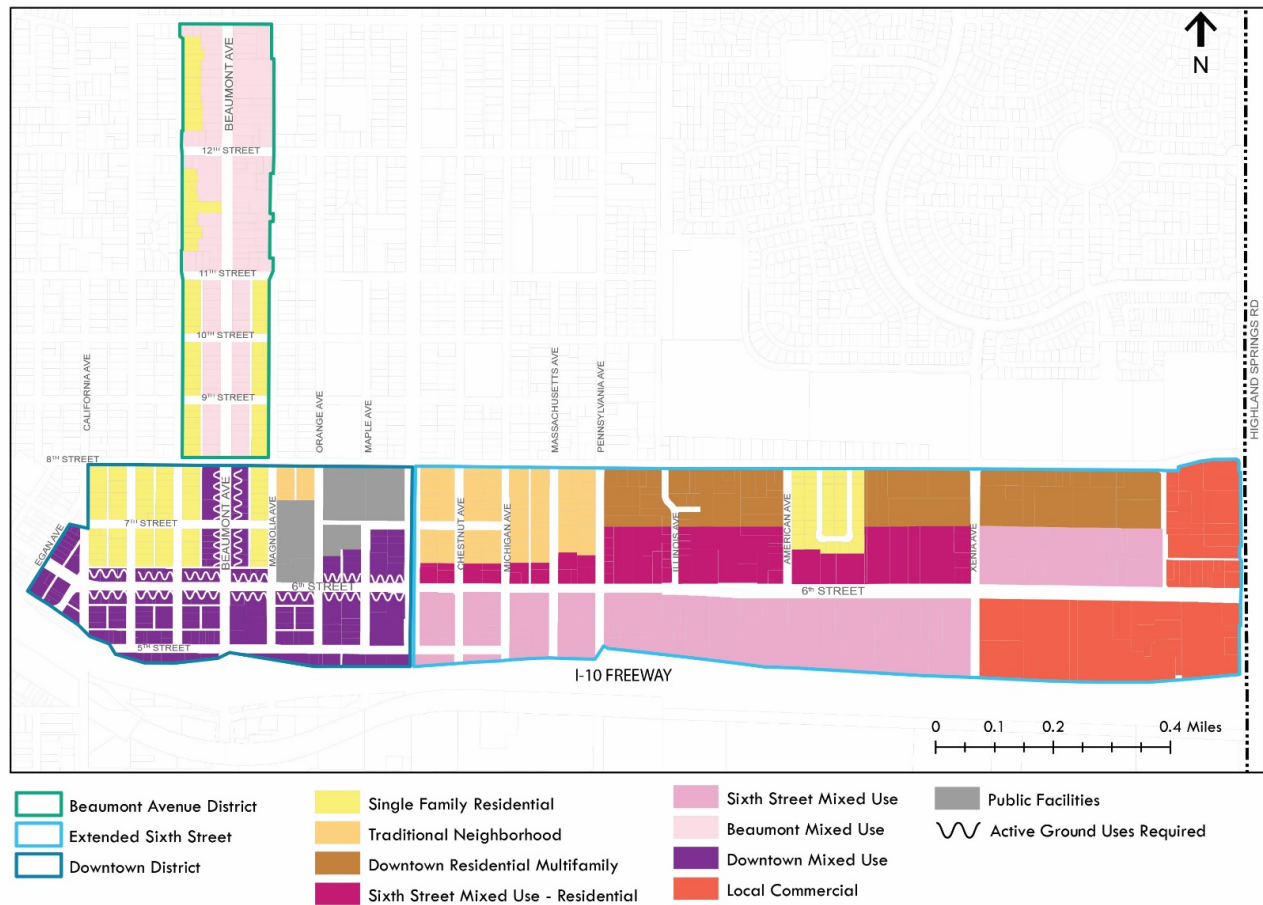 N
BEAUMONT AVE
12TH STREET
11TH STREET
10TH STREET
9TH STREET
CALIFORNIA AVE
ORANGE AVE
MAPLE AVE
MASSACHUSETTS AVE
PENNSYLVANIA AVE
HIGHLAND SPRINGS RD
8TH STREET
7TH STREET
EGAN AVE
BEAUMONT AVE
MAGNOLIA AVE
CHESTNUT AVE
MICHIGAN AVE
ILLINOIS AVE
AMERICAN AVE
XENIA AVE
6th STREET
6th STREET
5TH STREET
I-10 FREEWAY
0 0.1 0.2 0.4 Miles
Beaumont Avenue District
Extended Sixth Street
Downtown District
Single Family Residential
Traditional Neighborhood
Downtown Residential Multifamily
Sixth Street Mixed Use - Residential
Sixth Street Mixed Use
Beaumont Mixed Use
Downtown Mixed Use
Local Commercial
Public Facilities
Active Ground Uses Required